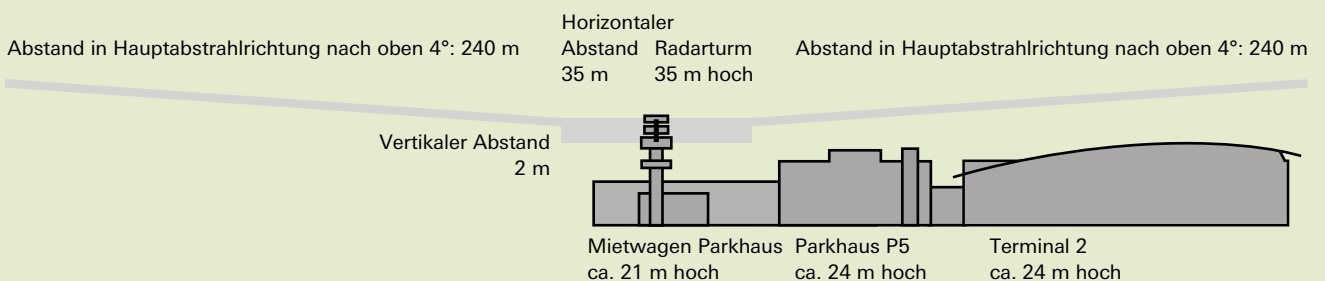 Horizontaler
Abstand in Hauptabstrahlrichtung nach oben 4°: 240 m
Abstand Radarturm
35 m 35 m hoch
Abstand in Hauptabstrahlrichtung nach oben 4°: 240 m
Vertikaler Abstand
2 m
Mietwagen Parkhaus
ca. 21 m hoch
Parkhaus P5
ca. 24 m hoch
Terminal 2
ca. 24 m hoch